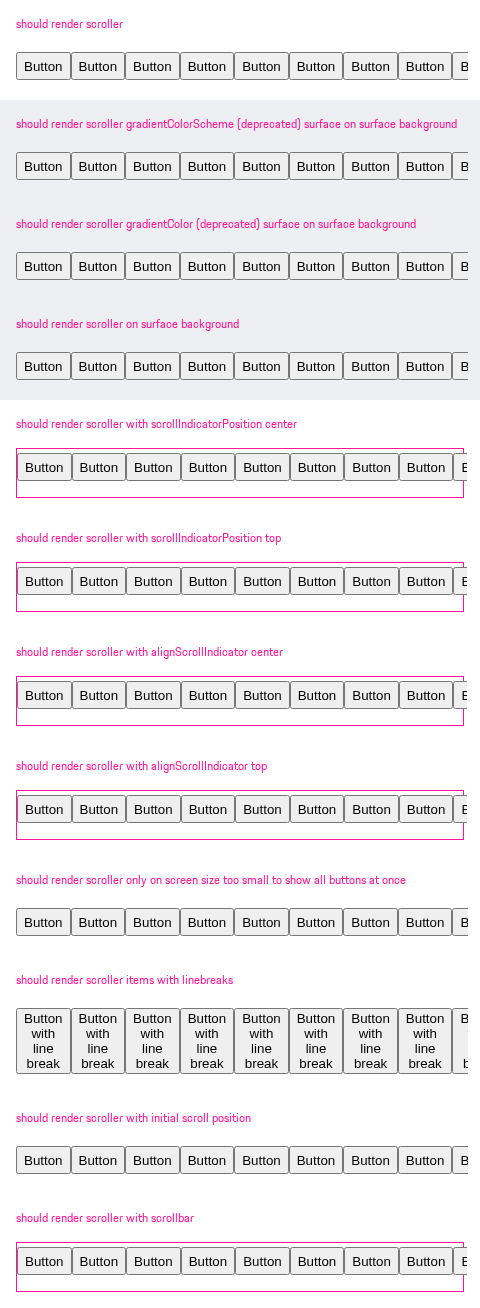 should render scroller
Button Button Button Button Button Button Button Button B
should render scroller gradientColorScheme (deprecated) surface on surface background
Button Button Button Button Button Button Button Button B
should render scroller gradientColor (deprecated) surface on surface background
Button Button Button Button Button Button Button Button B
should render scroller on surface background
Button Button Button Button Button Button Button Button B
should render scroller with scrollIndicatorPosition center
Button Button Button Button Button Button Button Button B
should render scroller with scrollIndicatorPosition top
Button Button Button Button Button Button Button Button B
should render scroller with alignScrollIndicator center
Button Button Button Button Button Button Button Button B
should render scroller with alignScrollIndicator top
Button Button Button Button Button Button Button Button B
should render scroller only on screen size too small to show all buttons at once
Button Button Button Button Button Button Button Button B
should render scroller items with linebreaks
Button Button Button Button Button Button Button Button B
with with with with with with with with
line line line line line line line line
break break break break break break break break b
should render scroller with initial scroll position
Button Button Button Button Button Button Button Button B
should render scroller with scrollbar
Button Button Button Button Button Button Button Button B